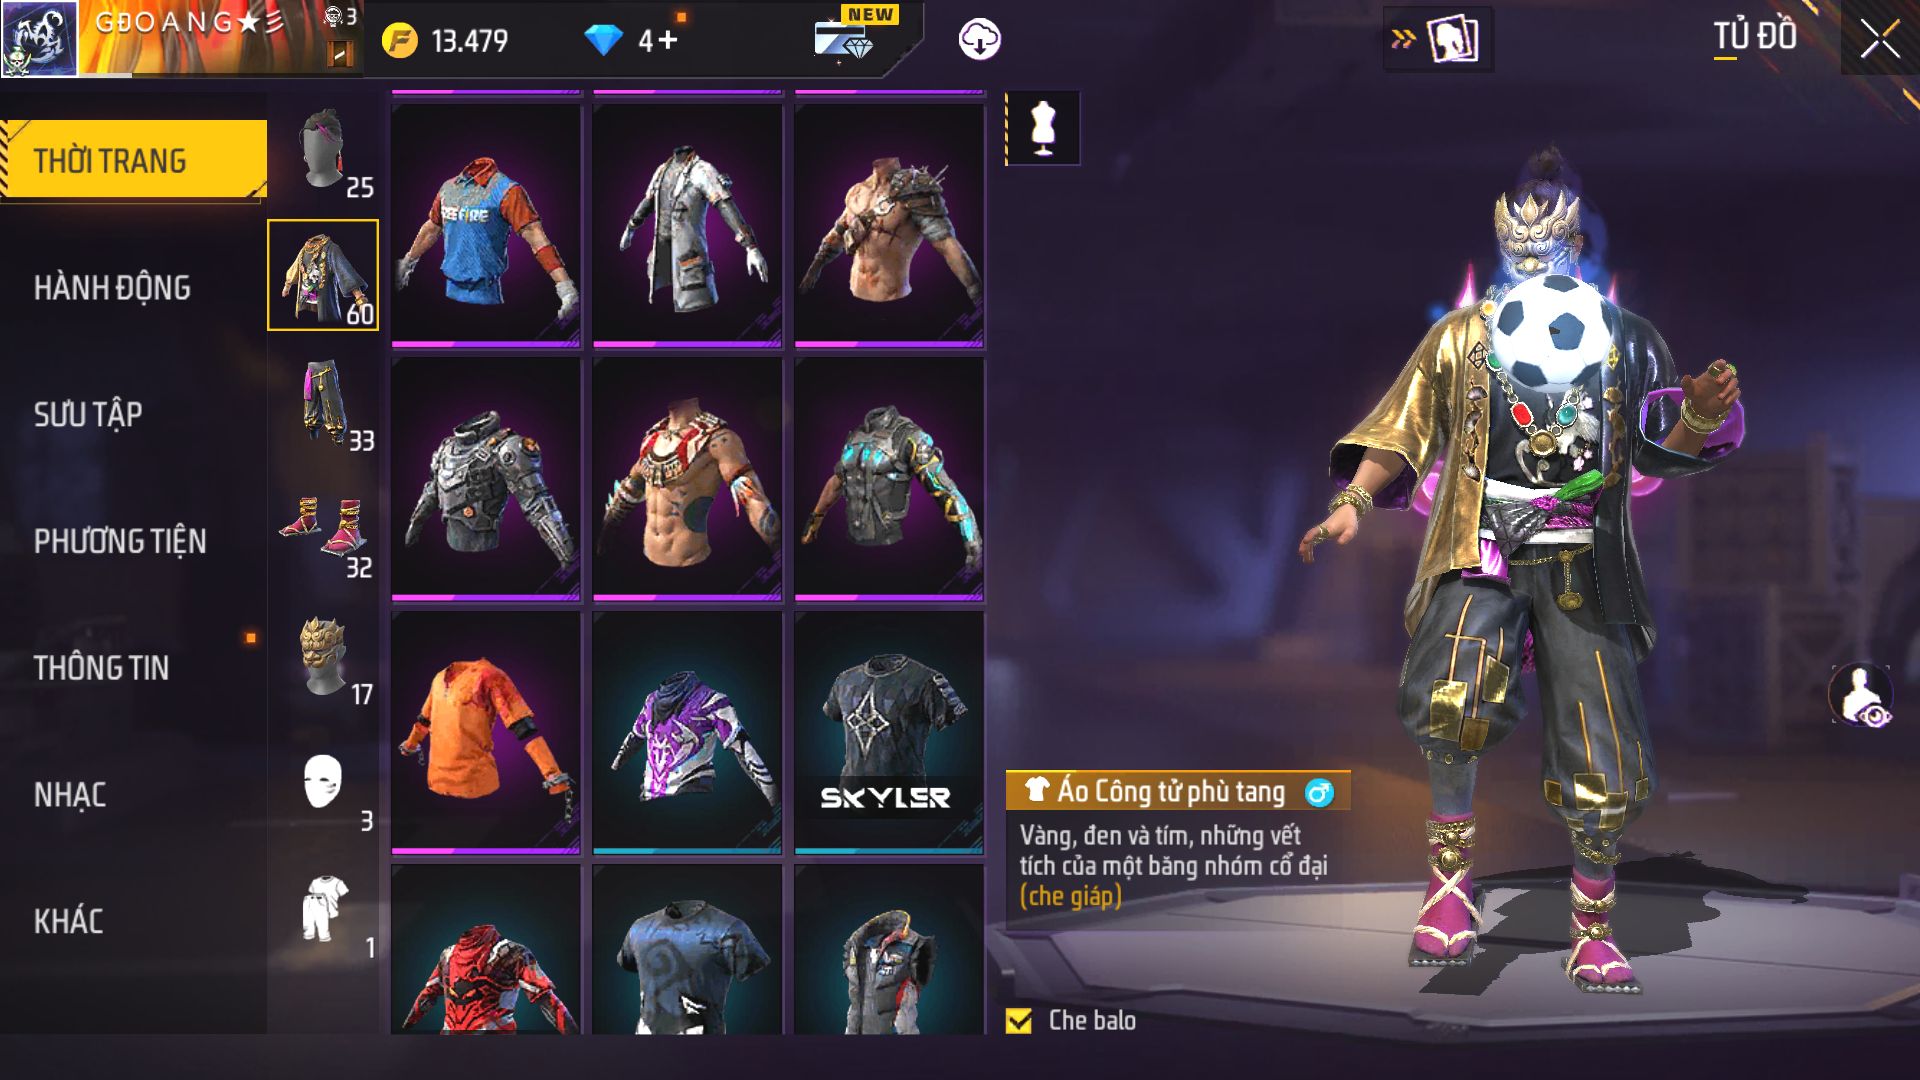 GĐOANG★彡
3
13.479
4+
NEW
TỦ ĐỒ
THỜI TRANG
HÀNH ĐỘNG
SƯU TẬP
PHƯƠNG TIỆN
THÔNG TIN
NHẠC
KHÁC
25
60
33
32
17
3
1
FREE FIRE
SKYLER
Áo Công tử phù tang
Vàng, đen và tím, những vết
tích của một băng nhóm cổ đại
(che giáp)
Che balo